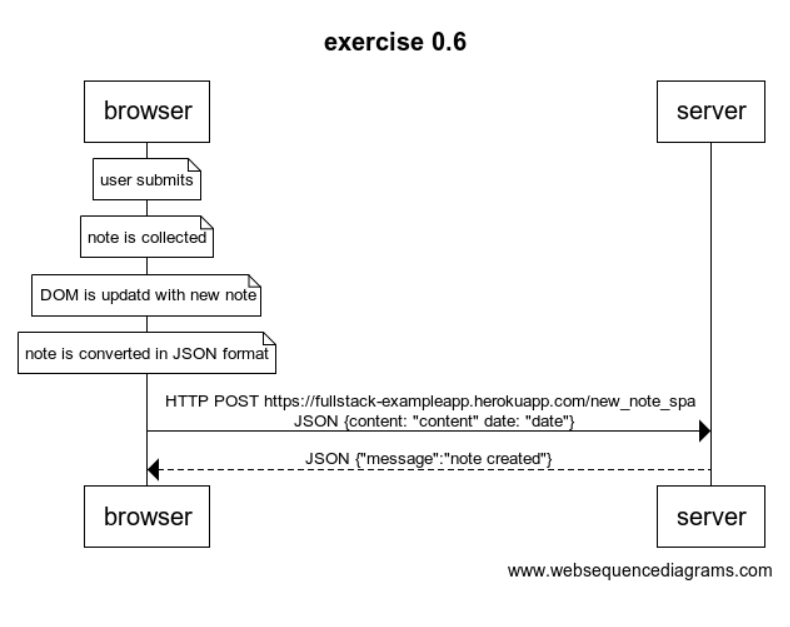 exercise 0.6
browser
server
user submits
note is collected
DOM is updatd with new note
note is converted in JSON format
HTTP POST https://fullstack-exampleapp.herokuapp.com/new_note_spa
JSON {content: "content" date: "date"}
JSON {"message":"note created"}
browser
server
www.websequencediagrams.com